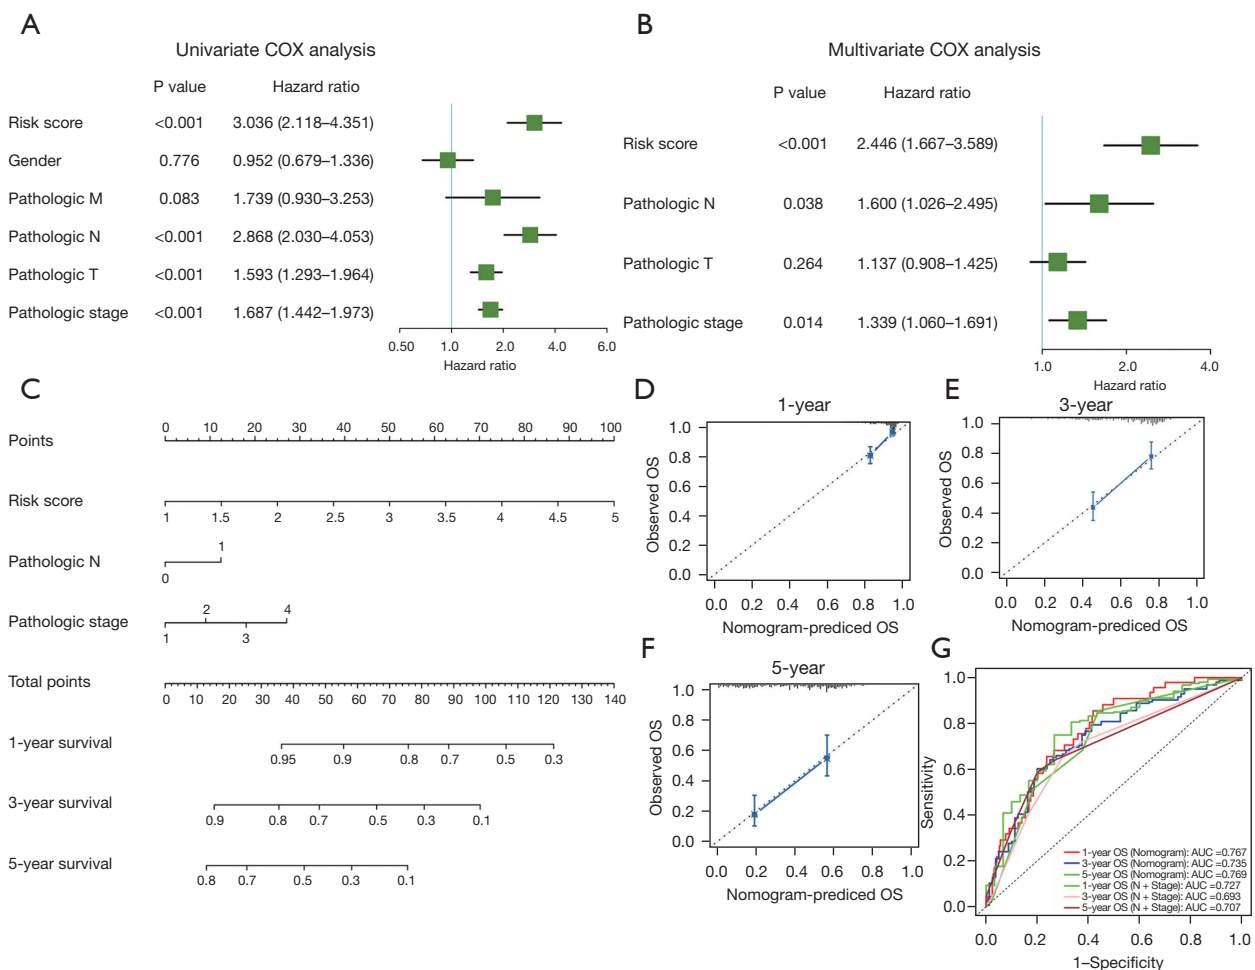 A
Univariate COX analysis
P value Hazard ratio
Risk score <0.001 3.036 (2.118–4.351)
Gender 0.776 0.952 (0.679–1.336)
Pathologic M 0.083 1.739 (0.930–3.253)
Pathologic N <0.001 2.868 (2.030–4.053)
Pathologic T <0.001 1.593 (1.293–1.964)
Pathologic stage <0.001 1.687 (1.442–1.973)
0.50 1.0 2.0 4.0 6.0
Hazard ratio
B
Multivariate COX analysis
P value Hazard ratio
Risk score <0.001 2.446 (1.667–3.589)
Pathologic N 0.038 1.600 (1.026–2.495)
Pathologic T 0.264 1.137 (0.908–1.425)
Pathologic stage 0.014 1.339 (1.060–1.691)
1.0 2.0 4.0
Hazard ratio
C
Points 0 10 20 30 40 50 60 70 80 90 100
Risk score
1 1.5 2 2.5 3 3.5 4 4.5 5
Pathologic N
1
0
Pathologic stage
2 4
1 3
Total points
0 10 20 30 40 50 60 70 80 90 100 110 120 130 140
1-year survival
0.95 0.9 0.8 0.7 0.5 0.3
3-year survival
0.9 0.8 0.7 0.5 0.3 0.1
5-year survival
0.8 0.7 0.5 0.3 0.1
D
1-year
Observed OS
1.0
0.8
0.6
0.4
0.2
0.0
0.0 0.2 0.4 0.6 0.8 1.0
Nomogram-prediced OS
E
3-year
Observed OS
1.0
0.8
0.6
0.4
0.2
0.0
0.0 0.2 0.4 0.6 0.8 1.0
Nomogram-prediced OS
F
5-year
Observed OS
1.0
0.8
0.6
0.4
0.2
0.0
0.0 0.2 0.4 0.6 0.8 1.0
Nomogram-prediced OS
G
Sensitivity
1.0
0.8
0.6
0.4
0.2
0.0
1-year OS (Nomogram): AUC =0.767
3-year OS (Nomogram): AUC =0.735
5-year OS (Nomogram): AUC =0.769
1-year OS (N + Stage): AUC =0.727
3-year OS (N + Stage): AUC =0.693
5-year OS (N + Stage): AUC =0.707
0.0 0.2 0.4 0.6 0.8 1.0
1–Specificity